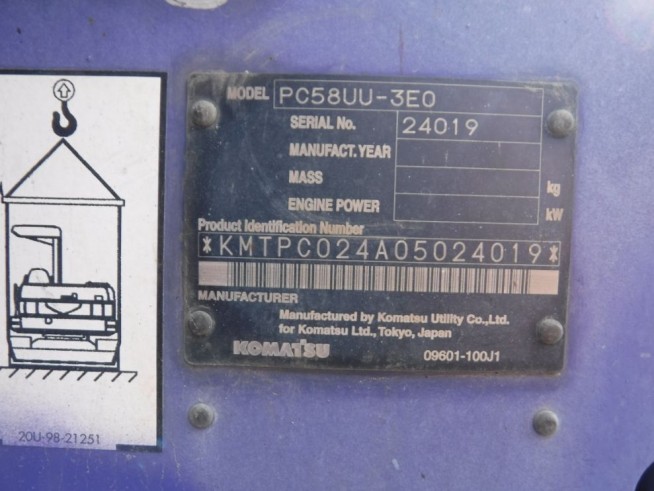 MODEL PC58UU-3E0
SERIAL No. 24019
MANUFACT.YEAR
MASS kg
ENGINE POWER kW
Product Identification Number
*KMTPC024A05024019*
MANUFACTURER
Manufactured by Komatsu Utility Co.,Ltd.
for Komatsu Ltd.,Tokyo, Japan
KOMATSU 09601-100J1
20U-98-21251